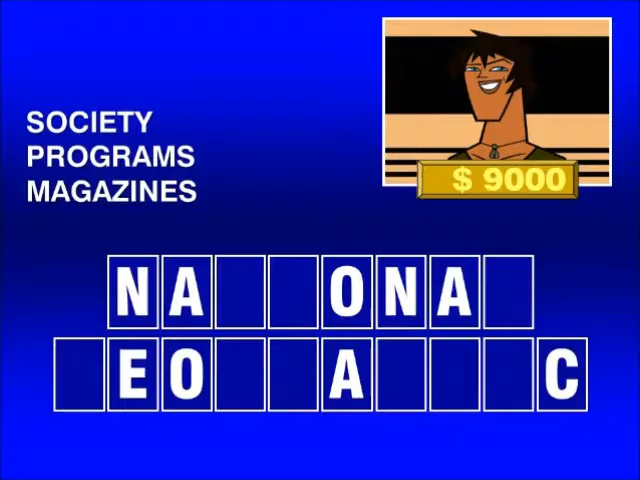 SOCIETY
PROGRAMS
MAGAZINES
$ 9000
NA ONA
EO A C